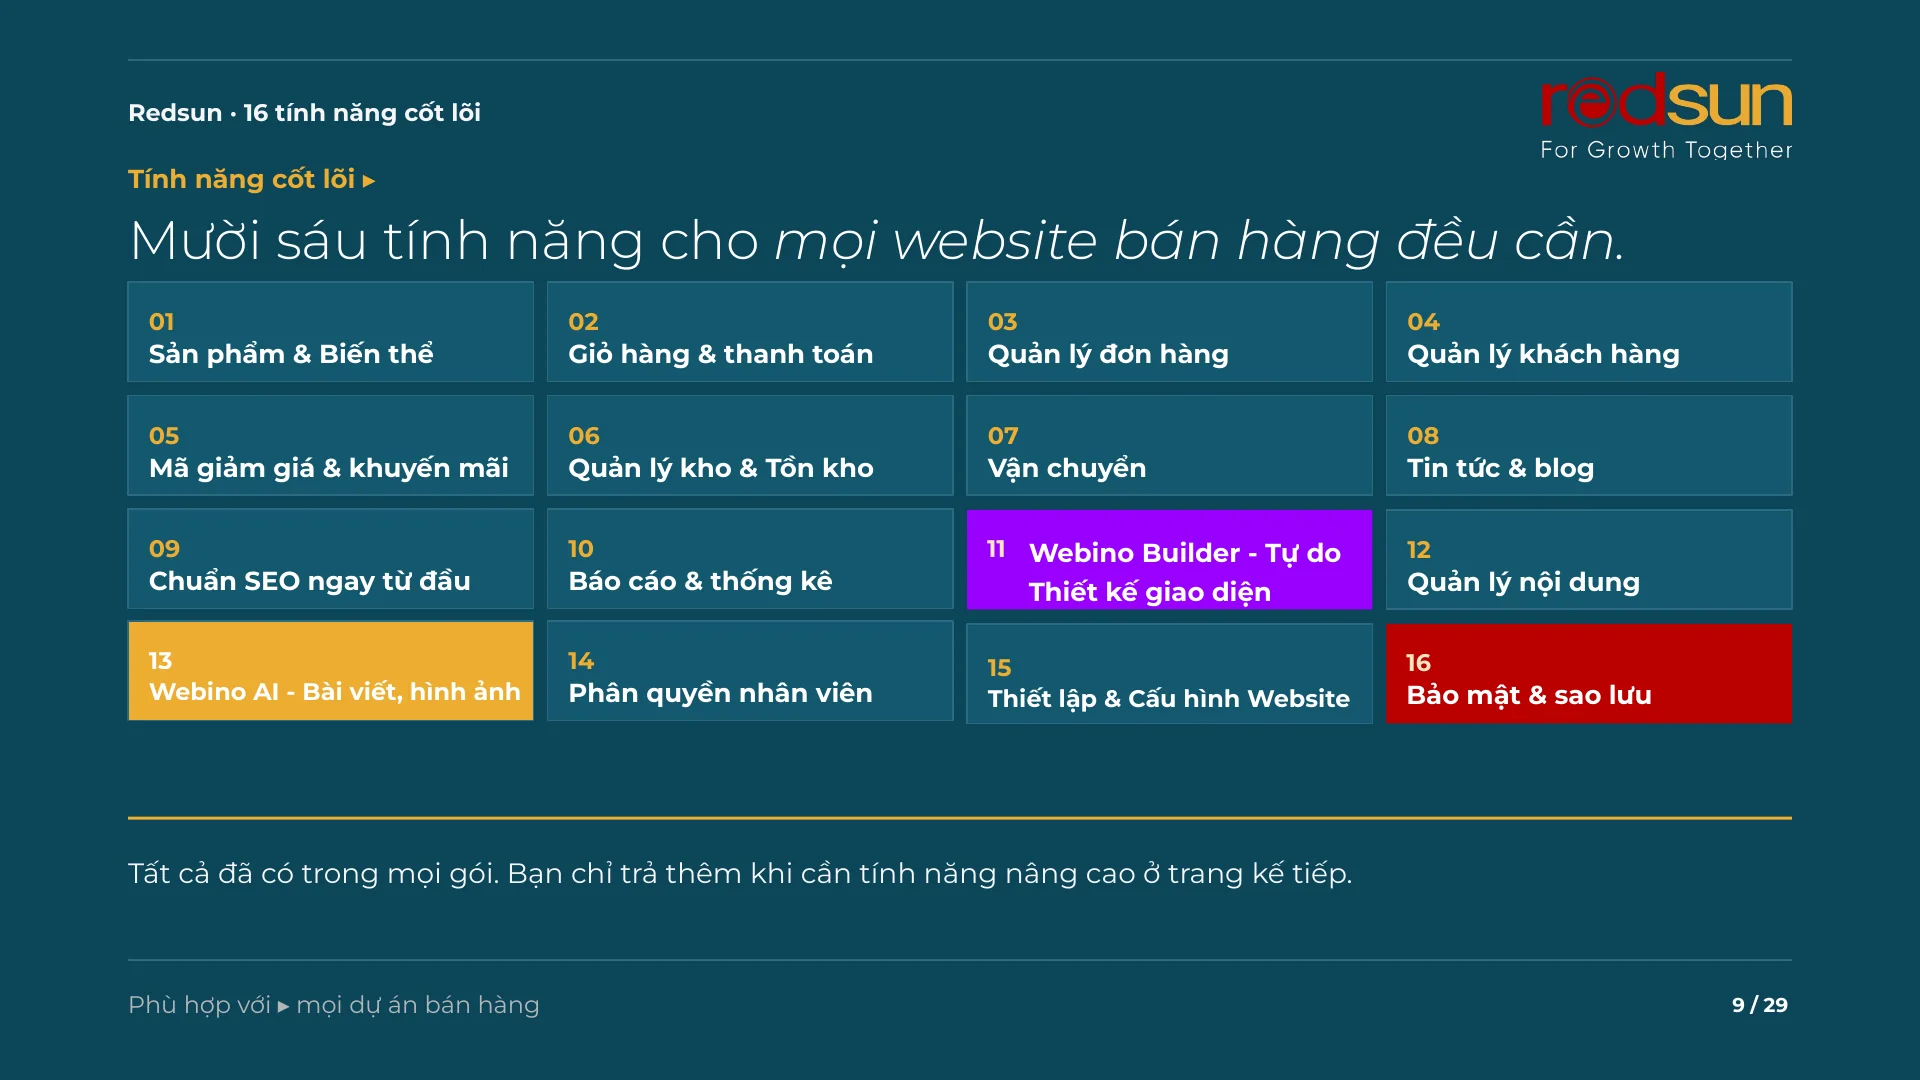 Redsun · 16 tính năng cốt lõi
redsun
For Growth Together
Tính năng cốt lõi ▸
Mười sáu tính năng cho mọi website bán hàng đều cần.
01
Sản phẩm & Biến thể
02
Giỏ hàng & thanh toán
03
Quản lý đơn hàng
04
Quản lý khách hàng
05
Mã giảm giá & khuyến mãi
06
Quản lý kho & Tồn kho
07
Vận chuyển
08
Tin tức & blog
09
Chuẩn SEO ngay từ đầu
10
Báo cáo & thống kê
11
Webino Builder - Tự do
Thiết kế giao diện
12
Quản lý nội dung
13
Webino AI - Bài viết, hình ảnh
14
Phân quyền nhân viên
15
Thiết lập & Cấu hình Website
16
Bảo mật & sao lưu
Tất cả đã có trong mọi gói. Bạn chỉ trả thêm khi cần tính năng nâng cao ở trang kế tiếp.
Phù hợp với ▸ mọi dự án bán hàng
9 / 29